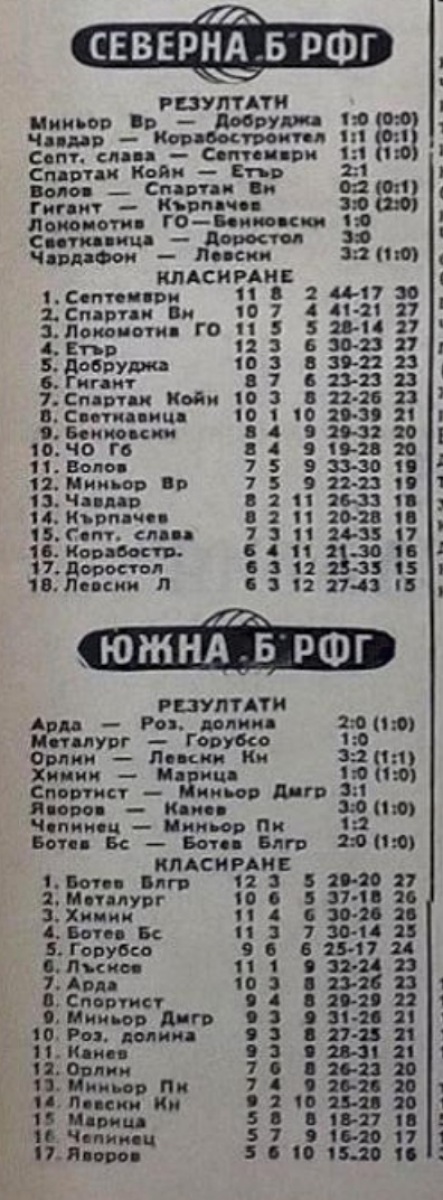 СЕВЕРНА „Б" РФГ
РЕЗУЛТАТИ
Миньор Вр — Добруджа 1:0 (0:0)
Чавдар — Корабостроител 1:1 (0:1)
Септ. слава — Септември 1:1 (1:0)
Спартак Койн — Етър 2:1
Волов — Спартак Вн 0:2 (0:1)
Гигант — Кърпачев 3:0 (2:0)
Локомотив ГО — Бенковски 1:0
Светкавица — Доростол 3:0
Чардафон — Левски 3:2 (1:0)
КЛАСИРАНЕ
1. Септември 11 8 2 44-17 30
2. Спартак Вн 10 7 4 41-21 27
3. Локомотив ГО 11 5 5 28-14 27
4. Етър 12 3 6 30-23 27
5. Добруджа 10 3 8 39-22 23
6. Гигант 8 7 6 23-23 23
7. Спартак Койн 10 3 8 22-26 23
8. Светкавица 10 1 10 29-39 21
9. Бенковски 8 4 9 29-32 20
10. ЧО Гб 8 4 9 19-28 20
11. Волов 7 5 9 33-30 19
12. Миньор Вр 7 5 9 22-23 19
13. Чавдар 8 2 11 26-33 18
14. Кърпачев 8 2 11 20-28 18
15. Септ. слава 7 3 11 24-35 17
16. Корабостр. 6 4 11 21-30 16
17. Доростол 6 3 12 25-35 15
18. Левски Л 6 3 12 27-43 15
ЮЖНА „Б" РФГ
РЕЗУЛТАТИ
Арда — Роз. долина 2:0 (1:0)
Металург — Горубсо 1:0
Орлин — Левски Кн 3:2 (1:1)
Химик — Марица 1:0 (1:0)
Спортист — Миньор Дмгр 3:1
Яворов — Канев 3:0 (1:0)
Чепинец — Миньор Пк 1:2
Ботев Бс — Ботев Блгр 2:0 (1:0)
КЛАСИРАНЕ
1. Ботев Блгр 12 3 5 29-20 27
2. Металург 10 6 5 37-18 26
3. Химик 11 4 6 30-26 26
4. Ботев Бс 11 3 7 30-14 25
5. Горубсо 9 6 6 25-17 24
6. Лъсков 11 1 9 32-24 23
7. Арда 10 3 8 23-26 23
8. Спортист 9 4 8 29-29 22
9. Миньор Дмгр 9 3 9 31-26 21
10. Роз. долина 9 3 8 27-25 21
11. Канев 9 3 9 28-31 21
12. Орлин 7 6 8 26-23 20
13. Миньор Пк 7 4 9 26-26 20
14. Левски Кн 9 2 10 25-28 20
15 Марица 5 8 8 18-27 18
16. Чепинец 5 7 9 16-20 17
17. Яворов 5 6 10 15-20 16